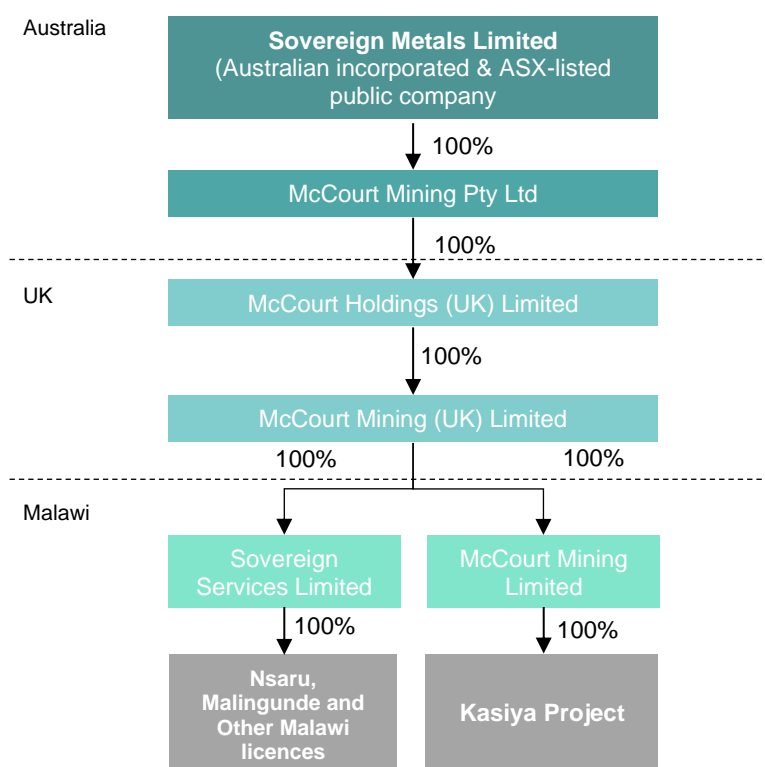 Australia
Sovereign Metals Limited
(Australian incorporated & ASX-listed
public company
100%
McCourt Mining Pty Ltd
100%
UK
McCourt Holdings (UK) Limited
100%
McCourt Mining (UK) Limited
100%
100%
Malawi
Sovereign
Services Limited
McCourt Mining
Limited
100%
100%
Nsaru,
Malingunde and
Other Malawi
licences
Kasiya Project